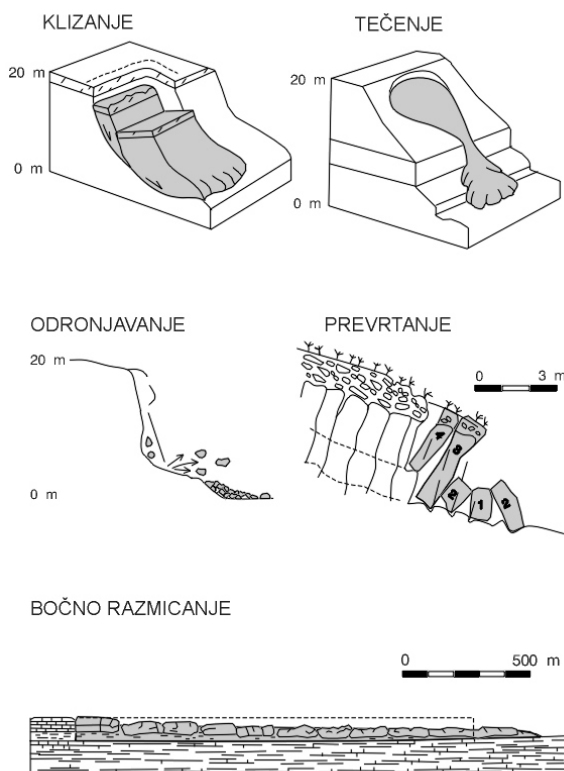 KLIZANJE
20 m
0 m
TEČENJE
20 m
0 m
ODRONJAVANJE
20 m
0 m
PREVRTANJE
0 3 m
4
3
2
1
2
BOČNO RAZMICANJE
0 500 m